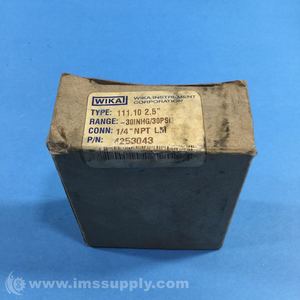 WIKA
WIKA INSTRUMENT
CORPORATION
TYPE: 111.10 2.5"
RANGE: -30INHG/30PSI
CONN: 1/4"NPT LM
P/N: 4253043
© www.imssupply.com